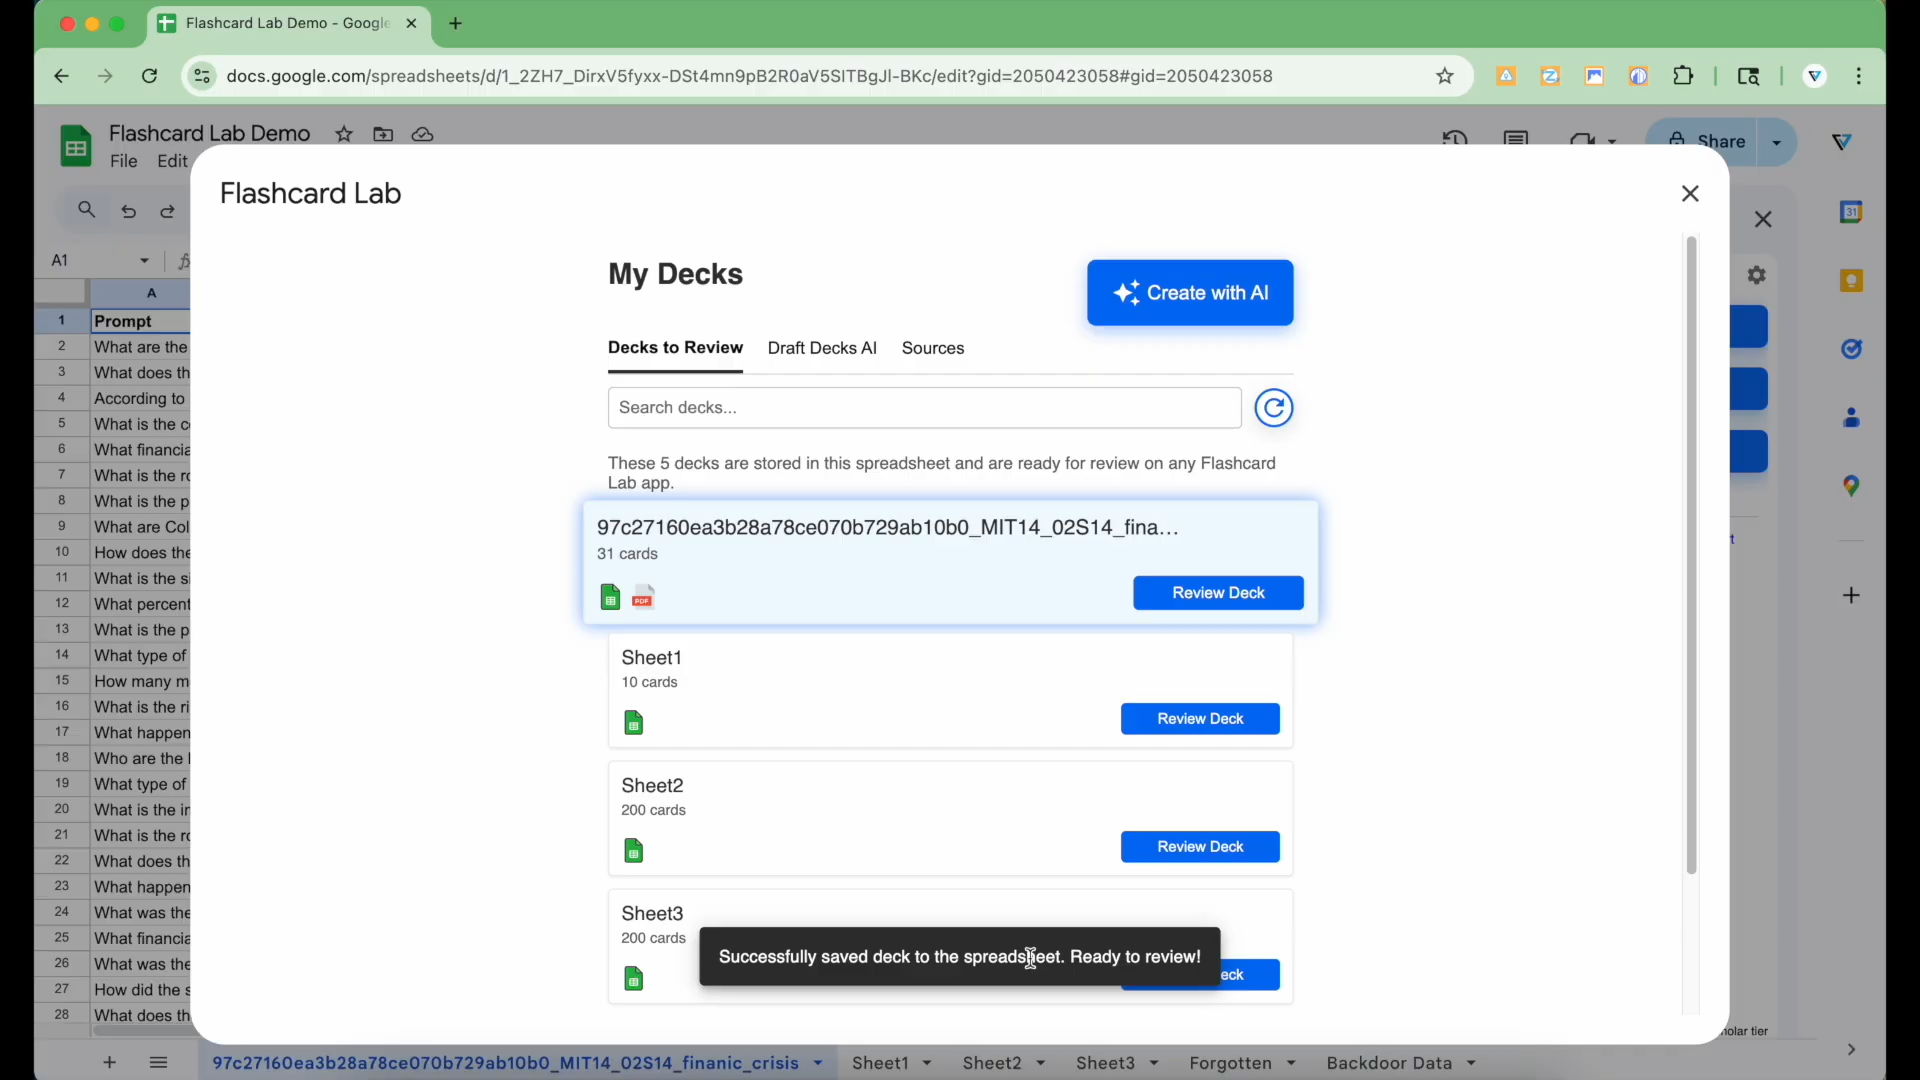 Flashcard Lab Demo - Google
docs.google.com/spreadsheets/d/1_2ZH7_DirxV5fyxx-DSt4mn9pB2R0aV5SITBgJl-BKc/edit?gid=2050423058#gid=2050423058
Flashcard Lab Demo
File Edit
Share
31
Flashcard Lab
A1
A
My Decks
Create with AI
Decks to Review Draft Decks AI Sources
Search decks...
These 5 decks are stored in this spreadsheet and are ready for review on any Flashcard
Lab app.
97c27160ea3b28a78ce070b729ab10b0_MIT14_02S14_fina...
31 cards
PDF
Review Deck
Sheet1
10 cards
Review Deck
Sheet2
200 cards
Review Deck
Sheet3
200 cards
Successfully saved deck to the spreadsheet. Ready to review!
1 Prompt
2 What are the
3 What does th
4 According to
5 What is the c
6 What financia
7 What is the ro
8 What is the p
9 What are Col
10 How does the
11 What is the si
12 What percent
13 What is the p
14 What type of
15 How many m
16 What is the ri
17 What happen
18 Who are the
19 What type of
20 What is the in
21 What is the ro
22 What does th
23 What happen
24 What was the
25 What financia
26 What was the
27 How did the s
28 What does th
97c27160ea3b28a78ce070b729ab10b0_MIT14_02S14_finanic_crisis Sheet1 Sheet2 Sheet3 Forgotten Backdoor Data